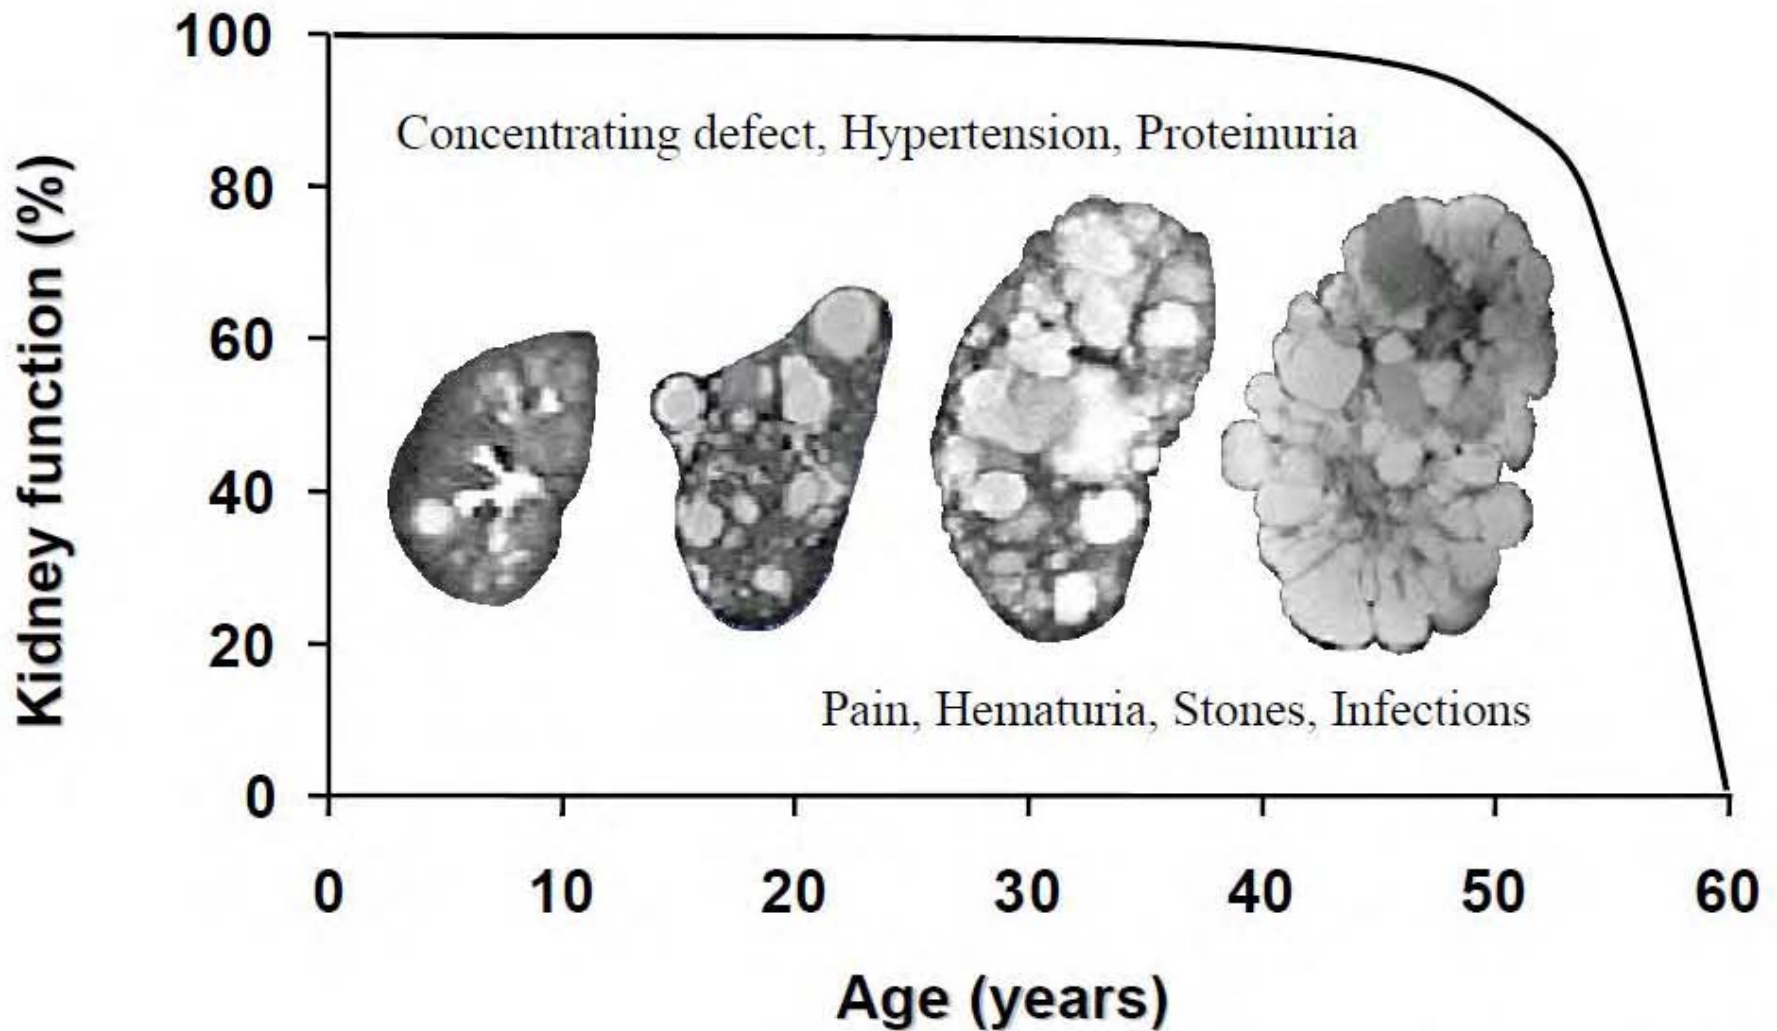 100
Concentrating defect, Hypertension, Proteinuria
80
60
40
20
Pain, Hematuria, Stones, Infections
0
0 10 20 30 40 50 60
Kidney function (%)
Age (years)